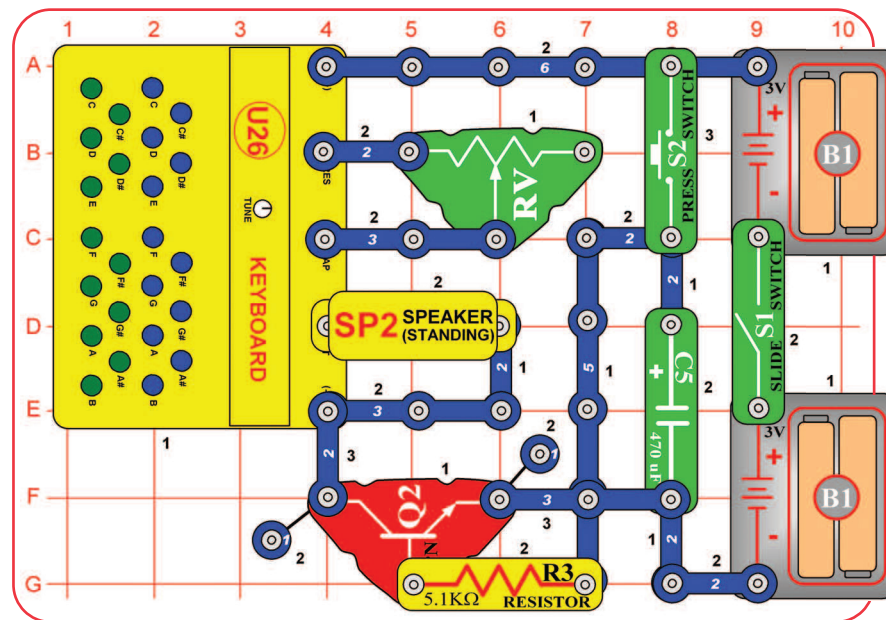 1 2 3 4 5 6 7 8 9 10
A
B
C
D
E
F
G
2
6
3V
+
-
B1
3
S2
PRESS SWITCH
C C
C# C#
D D
D# D#
E E
F F
F# F#
G G
G# G#
A A
A# A#
B B
U26
TUNE
KEYBOARD
2
2
1
RV
2
3
2
2
1
2
1
SP2 SPEAKER
(STANDING)
2
2
1
2
3
5
1
C5
+
470 uF
2
S1
SLIDE SWITCH
2
1
3V
+
-
B1
1
2
3
1
2
1
2
1
Q2
N
3
3
2
1
2
2
R3
5.1KΩ
RESISTOR
2